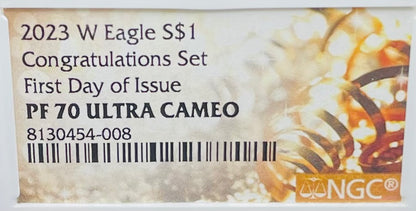 2023 W Eagle S$1
Congratulations Set
First Day of Issue
PF 70 ULTRA CAMEO
8130454-008
NGC®